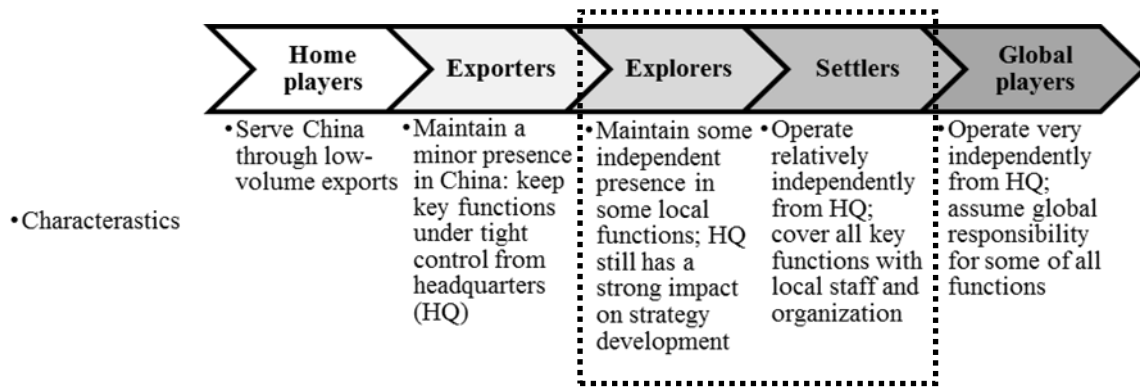 Home
players
Exporters
Explorers
Settlers
Global
players
•Characterastics
•Serve China
through low-
volume exports
•Maintain a
minor presence
in China: keep
key functions
under tight
control from
headquarters
(HQ)
•Maintain some
independent
presence in
some local
functions; HQ
still has a
strong impact
on strategy
development
•Operate
relatively
independently
from HQ;
cover all key
functions with
local staff and
organization
•Operate very
independently
from HQ;
assume global
responsibility
for some of all
functions